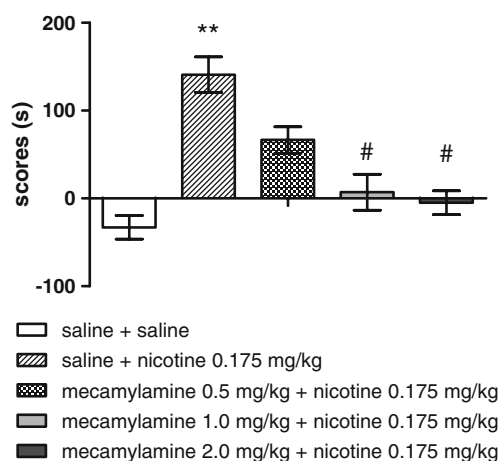 200
**
100
#
#
0
-100
scores (s)
saline + saline
saline + nicotine 0.175 mg/kg
mecamylamine 0.5 mg/kg + nicotine 0.175 mg/kg
mecamylamine 1.0 mg/kg + nicotine 0.175 mg/kg
mecamylamine 2.0 mg/kg + nicotine 0.175 mg/kg